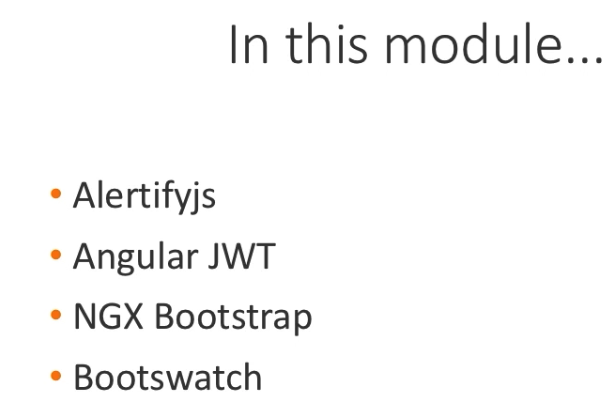 In this module...
• Alertifyjs
• Angular JWT
• NGX Bootstrap
• Bootswatch